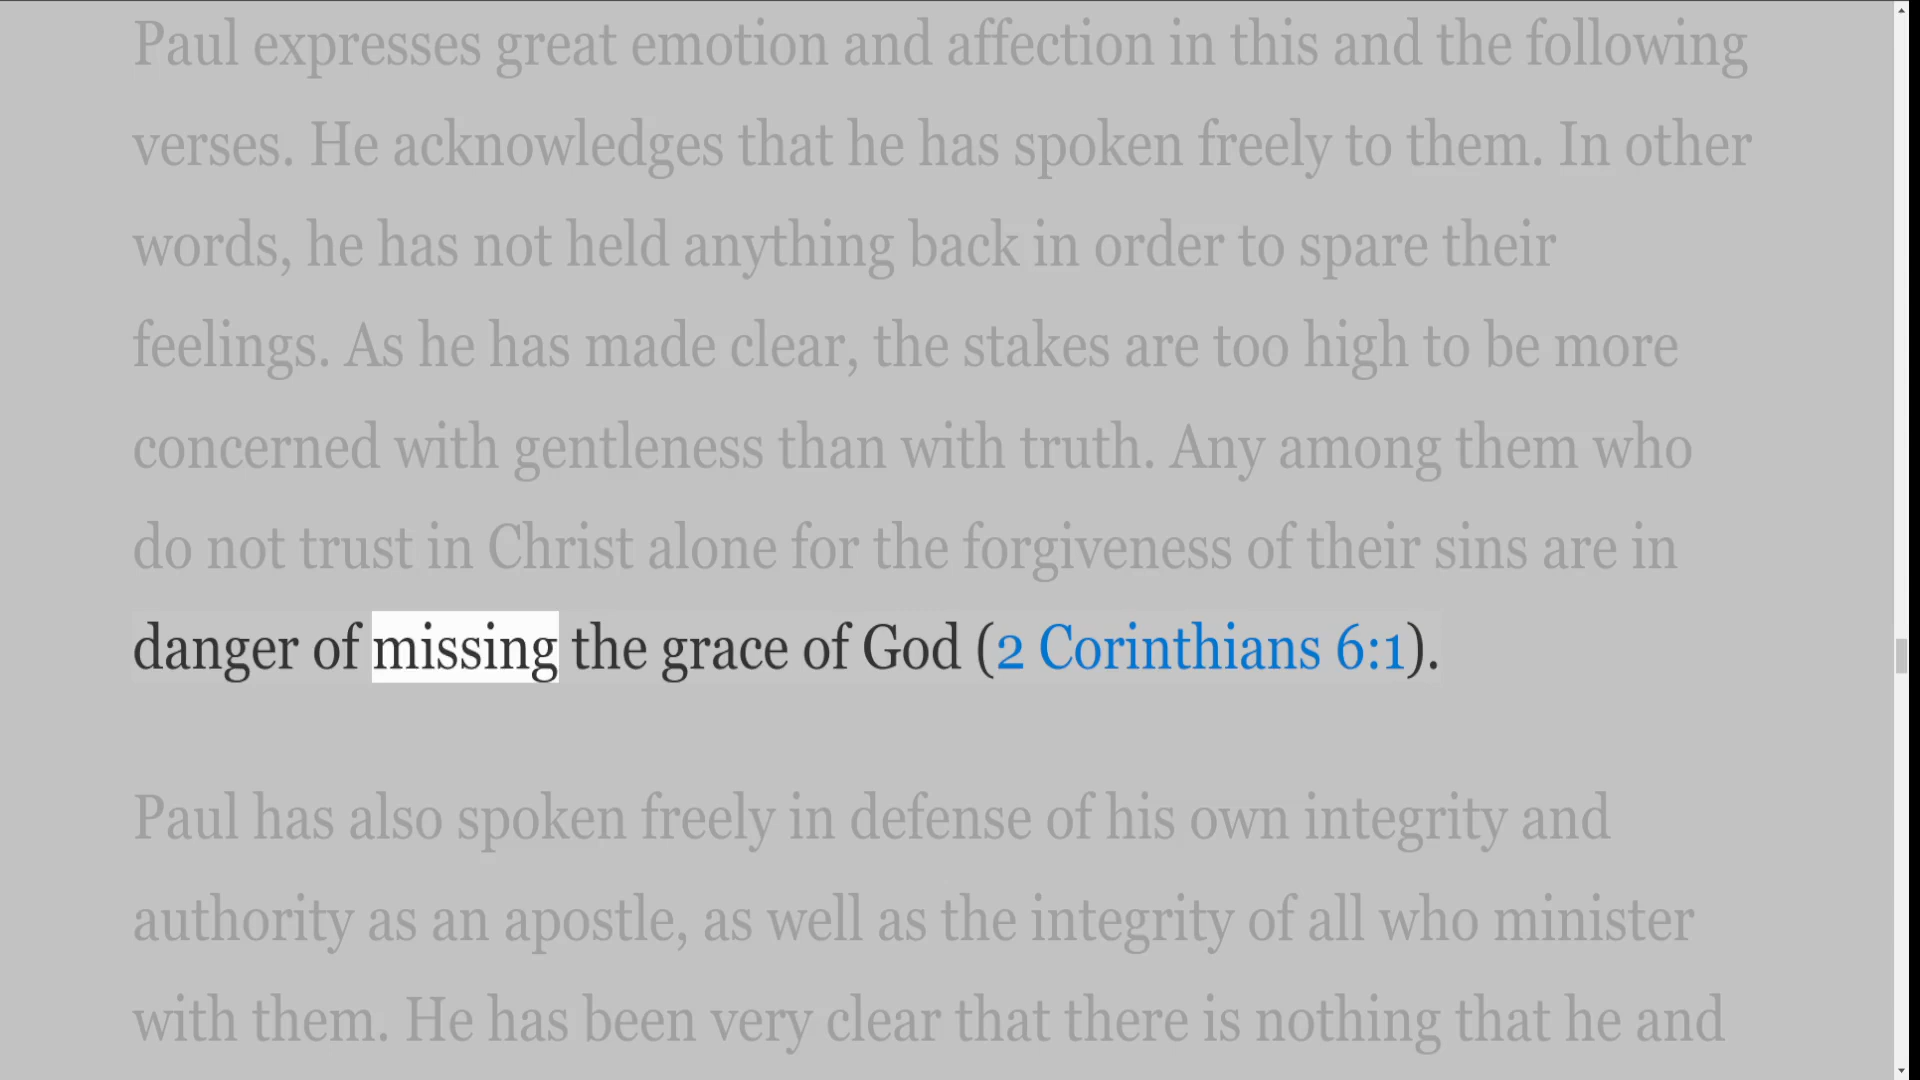 Paul expresses great emotion and affection in this and the following
verses. He acknowledges that he has spoken freely to them. In other
words, he has not held anything back in order to spare their
feelings. As he has made clear, the stakes are too high to be more
concerned with gentleness than with truth. Any among them who
do not trust in Christ alone for the forgiveness of their sins are in
danger of missing the grace of God (2 Corinthians 6:1).
Paul has also spoken freely in defense of his own integrity and
authority as an apostle, as well as the integrity of all who minister
with them. He has been very clear that there is nothing that he and